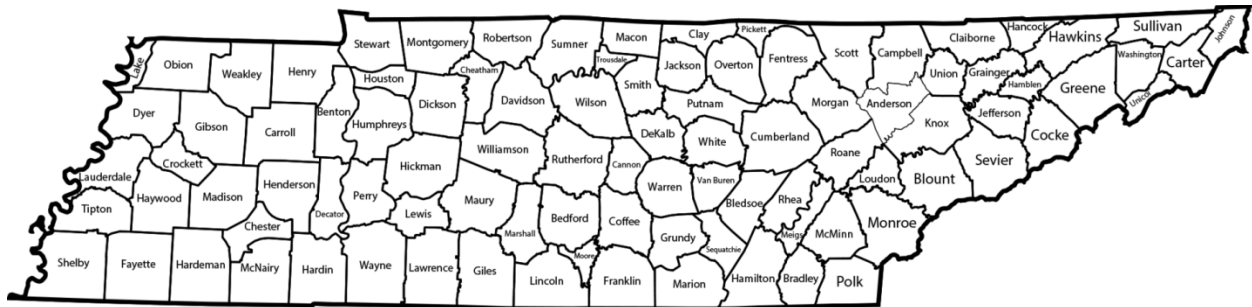 Lake
Obion
Weakley
Henry
Stewart
Montgomery
Robertson
Sumner
Macon
Trousdale
Clay
Pickett
Jackson
Overton
Fentress
Scott
Campbell
Claiborne
Hancock
Hawkins
Sullivan
Johnson
Washington
Carter
Unicoi
Greene
Hamblen
Grainger
Union
Anderson
Knox
Jefferson
Cocke
Sevier
Blount
Loudon
Roane
Morgan
Cumberland
Putnam
Smith
Wilson
Davidson
Cheatham
Dickson
Houston
Humphreys
Benton
Carroll
Gibson
Dyer
Crockett
Lauderdale
Haywood
Madison
Henderson
Decator
Perry
Hickman
Williamson
Rutherford
Cannon
DeKalb
White
Van Buren
Warren
Bledsoe
Rhea
Meigs
McMinn
Monroe
Polk
Bradley
Hamilton
Sequatchie
Grundy
Marion
Franklin
Coffee
Moore
Bedford
Lincoln
Marshall
Maury
Giles
Lewis
Lawrence
Wayne
Hardin
Chester
McNairy
Hardeman
Fayette
Tipton
Shelby